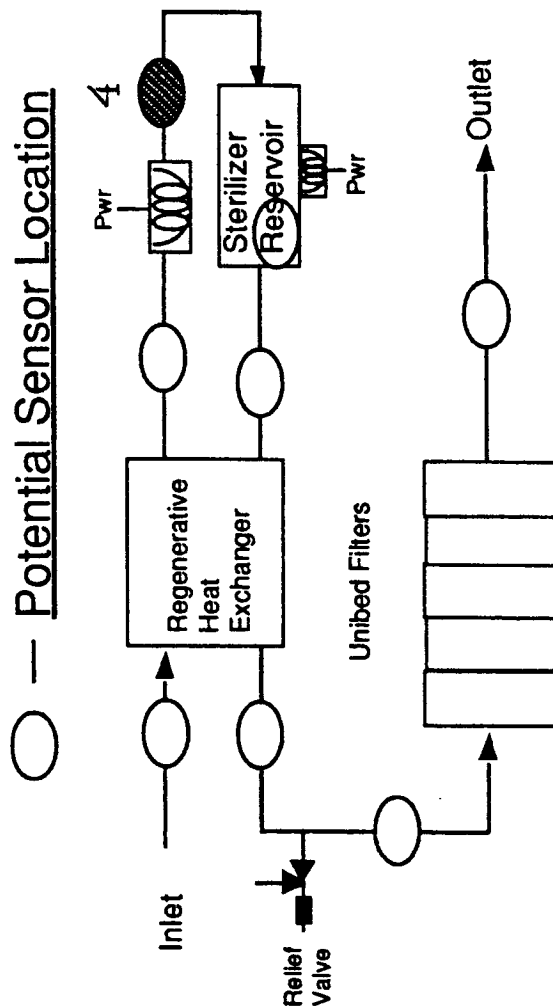 — Potential Sensor Location
4
Pwr
Sterilizer
Reservoir
Pwr
Regenerative
Heat
Exchanger
Inlet
Relief
Valve
Unibed Filters
Outlet